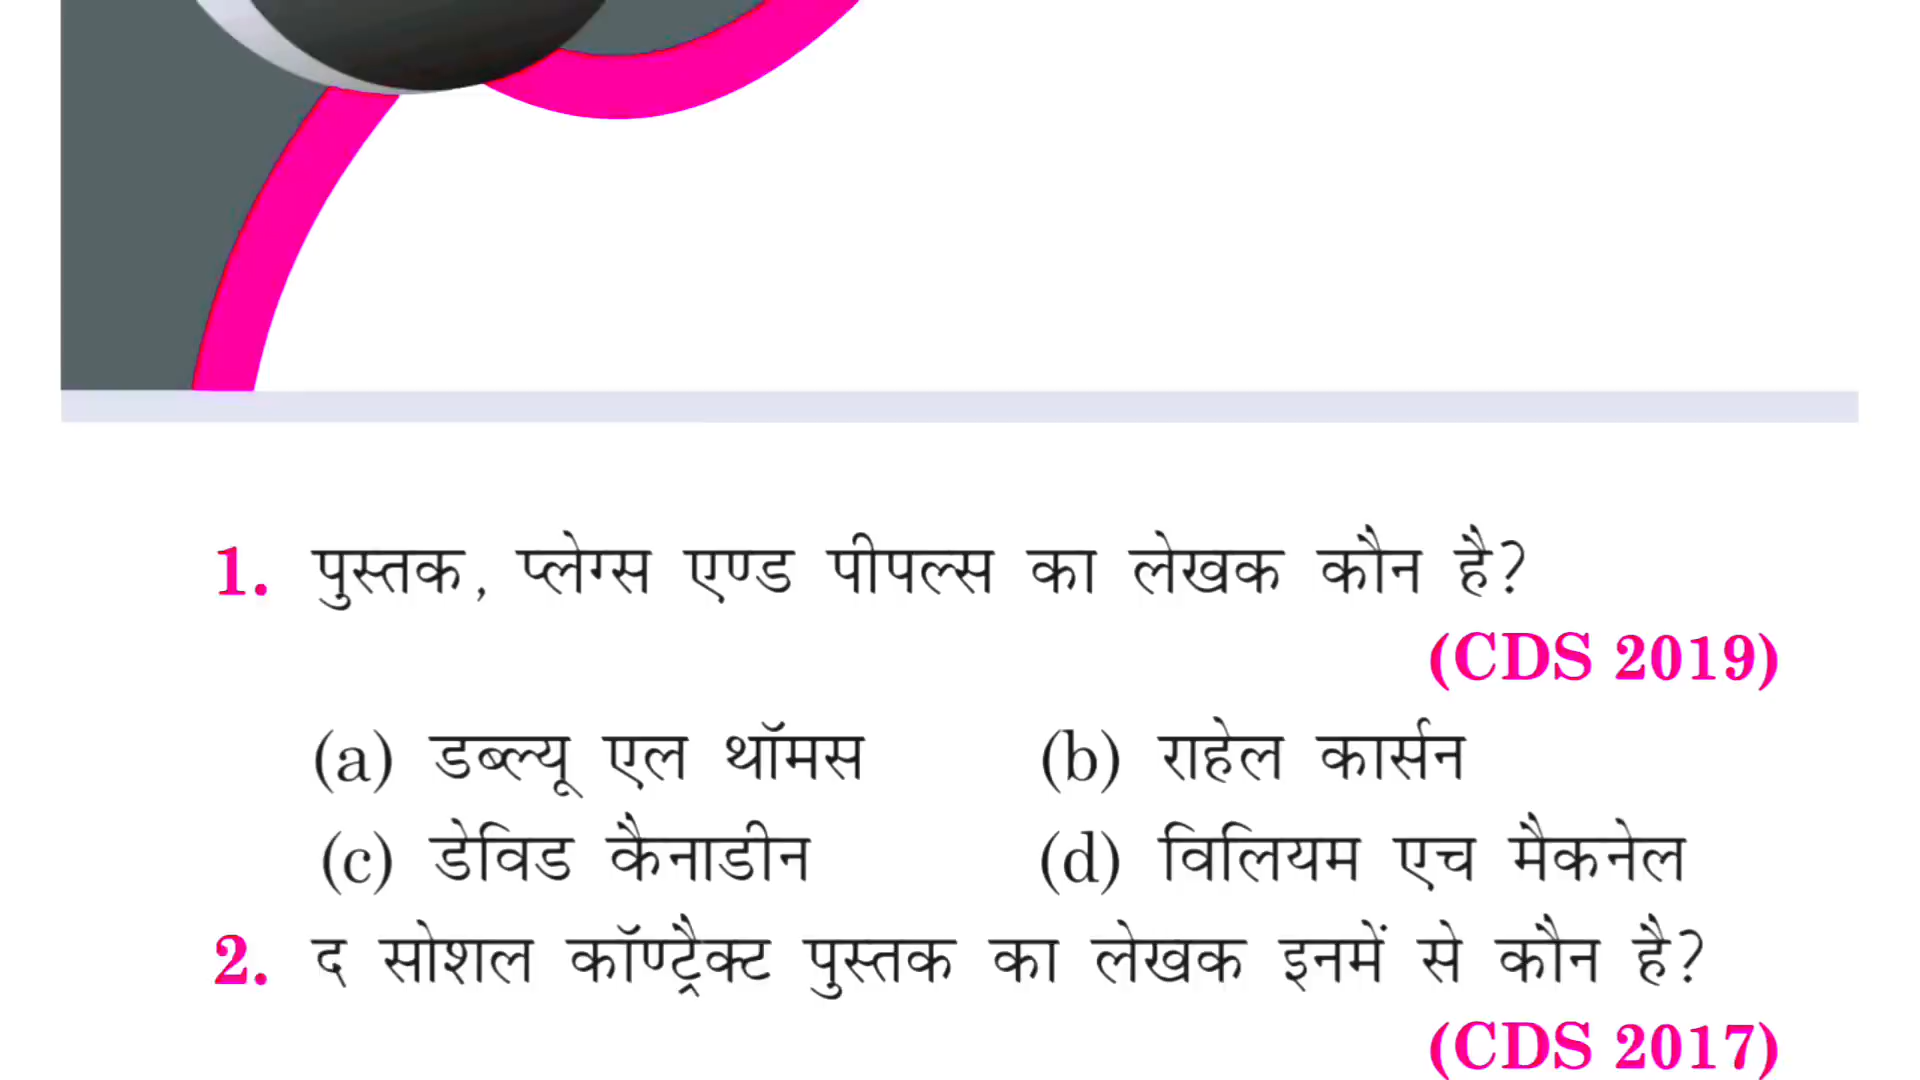 1. पुस्तक, प्लेग्स एण्ड पीपल्स का लेखक कौन है?
(CDS 2019)
(a) डब्ल्यू एल थॉमस (b) राहेल कार्सन
(c) डेविड कैनाडीन (d) विलियम एच मैकनेल
2. द सोशल कॉण्ट्रैक्ट पुस्तक का लेखक इनमें से कौन है?
(CDS 2017)